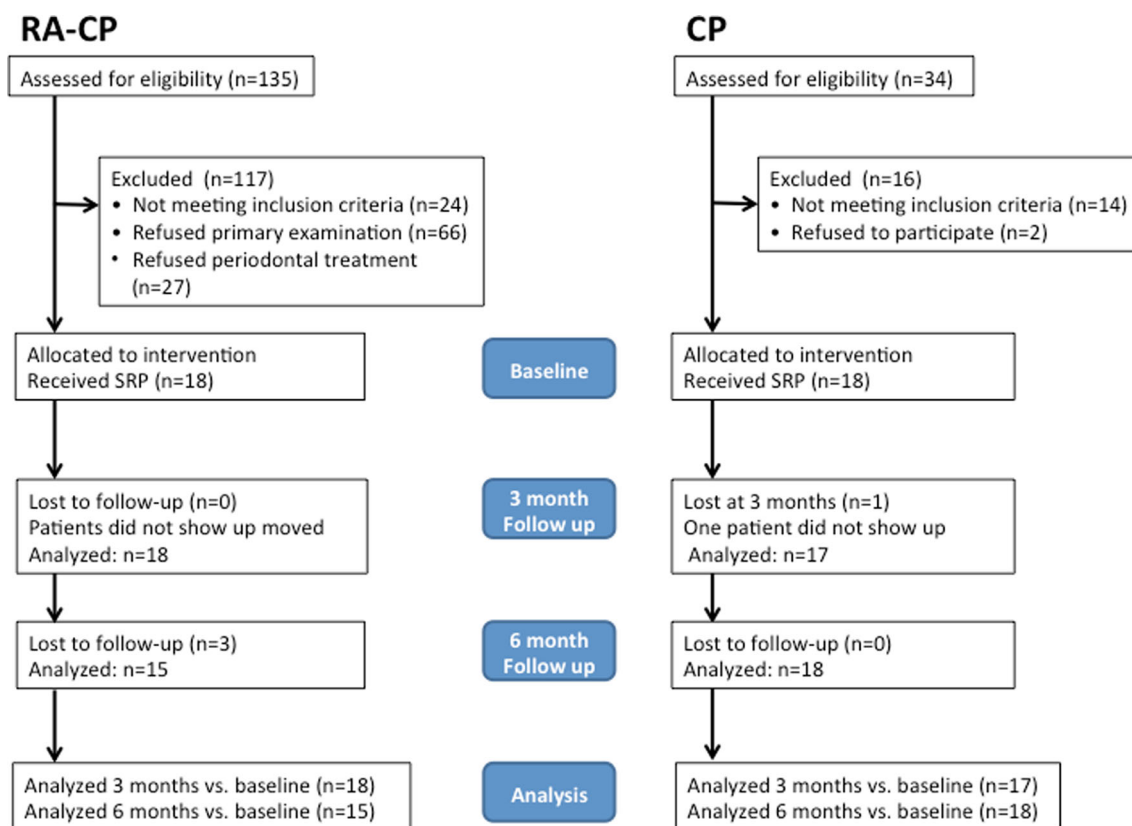 RA-CP
Assessed for eligibility (n=135)
Excluded (n=117)
• Not meeting inclusion criteria (n=24)
• Refused primary examination (n=66)
• Refused periodontal treatment
(n=27)
Allocated to intervention
Received SRP (n=18)
Lost to follow-up (n=0)
Patients did not show up moved
Analyzed: n=18
Lost to follow-up (n=3)
Analyzed: n=15
Analyzed 3 months vs. baseline (n=18)
Analyzed 6 months vs. baseline (n=15)
Baseline
3 month
Follow up
6 month
Follow up
Analysis
CP
Assessed for eligibility (n=34)
Excluded (n=16)
• Not meeting inclusion criteria (n=14)
• Refused to participate (n=2)
Allocated to intervention
Received SRP (n=18)
Lost at 3 months (n=1)
One patient did not show up
Analyzed: n=17
Lost to follow-up (n=0)
Analyzed: n=18
Analyzed 3 months vs. baseline (n=17)
Analyzed 6 months vs. baseline (n=18)